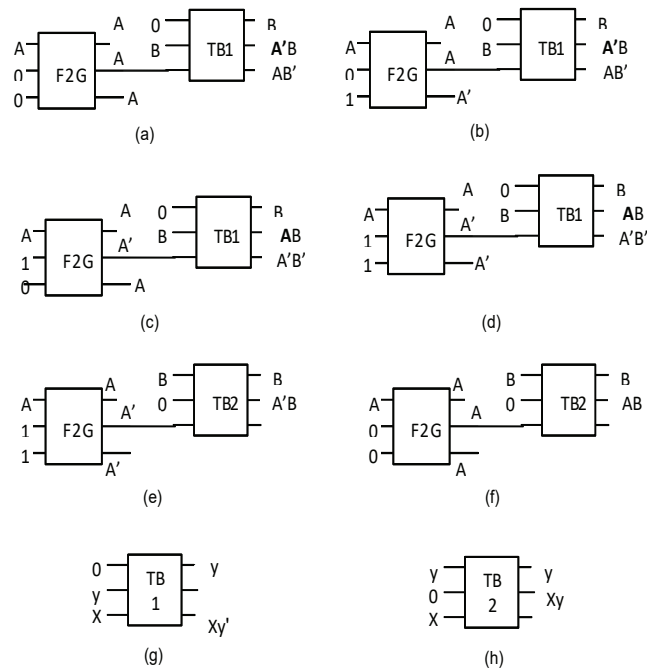 A 0 B
A B TB1 A'B
0 F2G A AB'
0 A
(a)
A 0 B
A B TB1 A'B
0 F2G A AB'
1 A'
(b)
A 0 B
A B TB1 AB
1 F2G A' A'B'
0 A
(c)
A 0 B
A B TB1 AB
1 F2G A' A'B'
1 A'
(d)
A B B
A A' 0 TB2 A'B
1 F2G
1 A'
(e)
A B B
A A 0 TB2 AB
0 F2G
0 A
(f)
0 TB y
y 1
X Xy'
(g)
y TB y
0 2 Xy
X
(h)